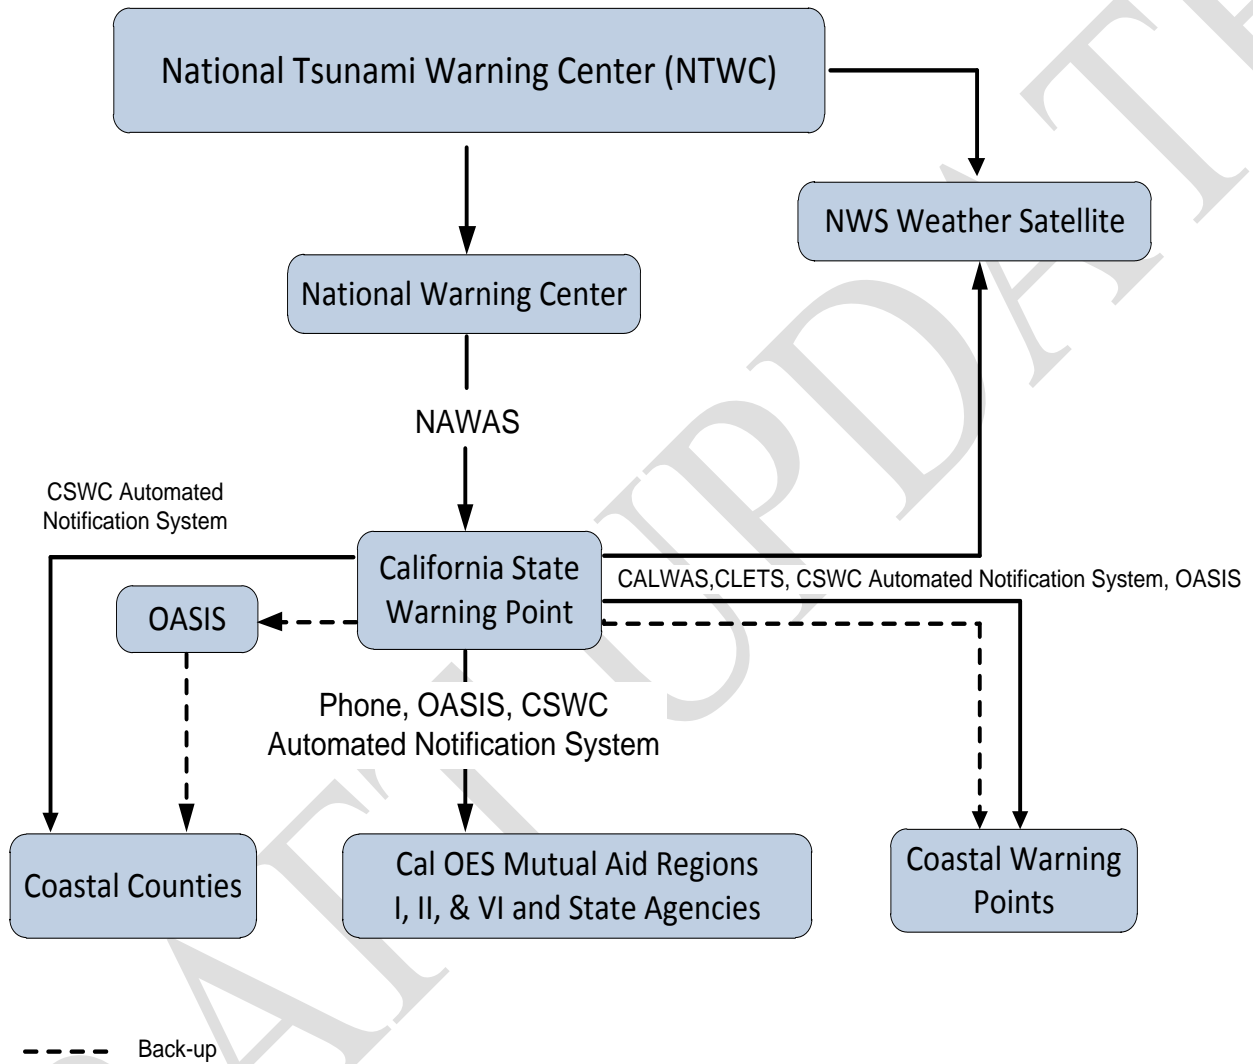 National Tsunami Warning Center (NTWC)
NWS Weather Satellite
National Warning Center
NAWAS
CSWC Automated
Notification System
California State
Warning Point
CALWAS,CLETS, CSWC Automated Notification System, OASIS
OASIS
Phone, OASIS, CSWC
Automated Notification System
Coastal Counties
Cal OES Mutual Aid Regions
I, II, & VI and State Agencies
Coastal Warning
Points
Back-up